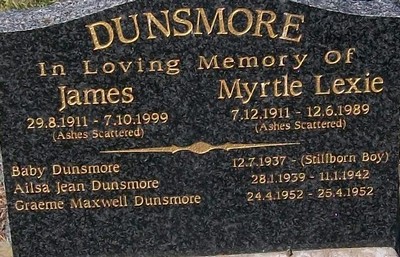 DUNSMORE
In Loving Memory Of
James Myrtle Lexie
29.8.1911 - 7.10.1999 7.12.1911 - 12.6.1989
(Ashes Scattered) (Ashes Scattered)
Baby Dunsmore 12.7.1937 - (Stillborn Boy)
Ailsa Jean Dunsmore 28.1.1939 - 11.1.1942
Graeme Maxwell Dunsmore 24.4.1952 - 25.4.1952